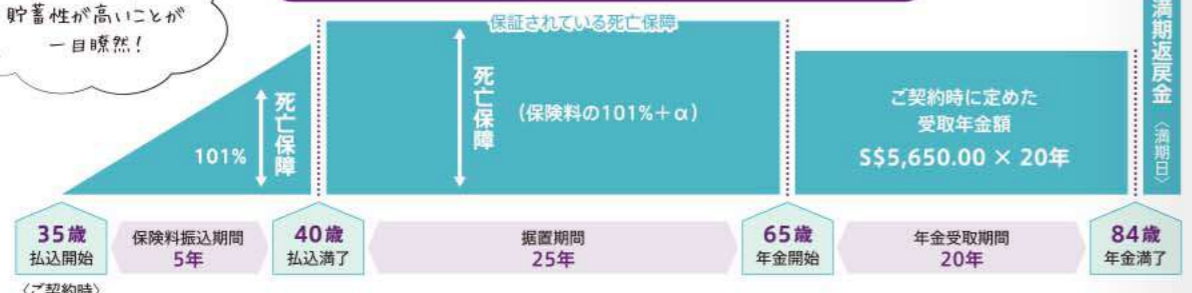 貯蓄性が高いことが
一目瞭然！
保証されている死亡保障
101%
死亡保障
死亡保障
（保険料の101%＋α）
ご契約時に定めた
受取年金額
S$5,650.00 × 20年
満期返戻金〈満期日〉
35歳
払込開始
〈ご契約時〉
保険料振込期間
5年
40歳
払込満了
据置期間
25年
65歳
年金開始
年金受取期間
20年
84歳
年金満了